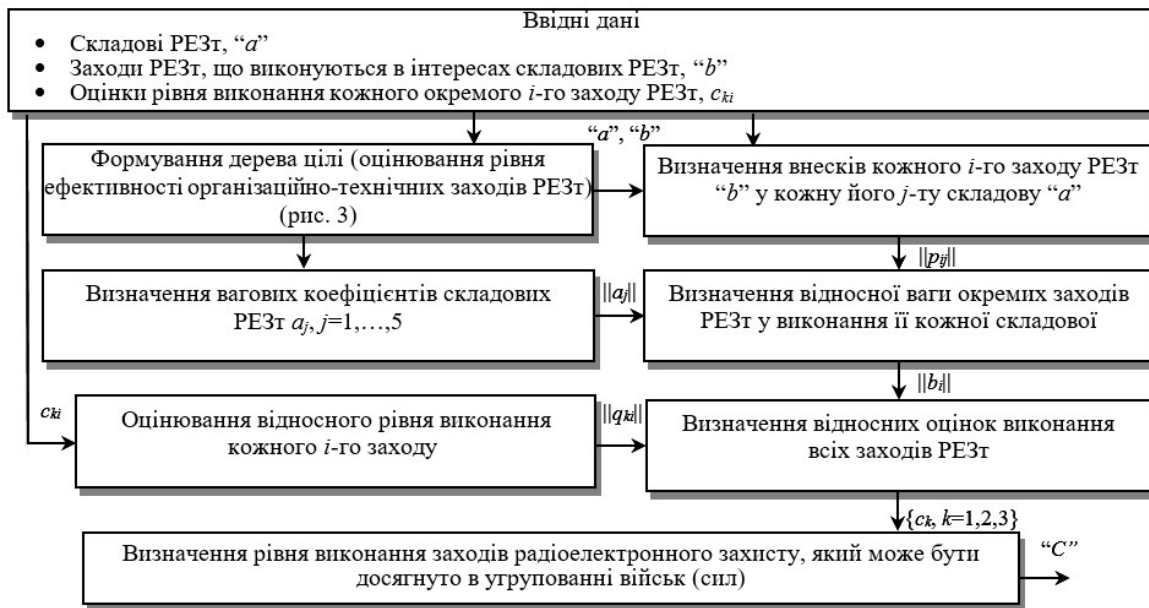 Ввідні дані
• Складові РЕЗт, “a”
• Заходи РЕЗт, що виконуються в інтересах складових РЕЗт, “b”
• Оцінки рівня виконання кожного окремого i-го заходу РЕЗт, cki
“a”, “b”
Формування дерева цілі (оцінювання рівня
ефективності організаційно-технічних заходів РЕЗт)
(рис. 3)
Визначення внесків кожного i-го заходу РЕЗт
“b” у кожну його j-ту складову “a”
||pij||
Визначення вагових коефіцієнтів складових
РЕЗт aj, j=1,…,5
||aj||
Визначення відносної ваги окремих заходів
РЕЗт у виконання її кожної складової
||bi||
cki
Оцінювання відносного рівня виконання
кожного i-го заходу
||qki||
Визначення відносних оцінок виконання
всіх заходів РЕЗт
{ck, k=1,2,3}
Визначення рівня виконання заходів радіоелектронного захисту, який може бути
досягнуто в угрупованні військ (сил)
“C”